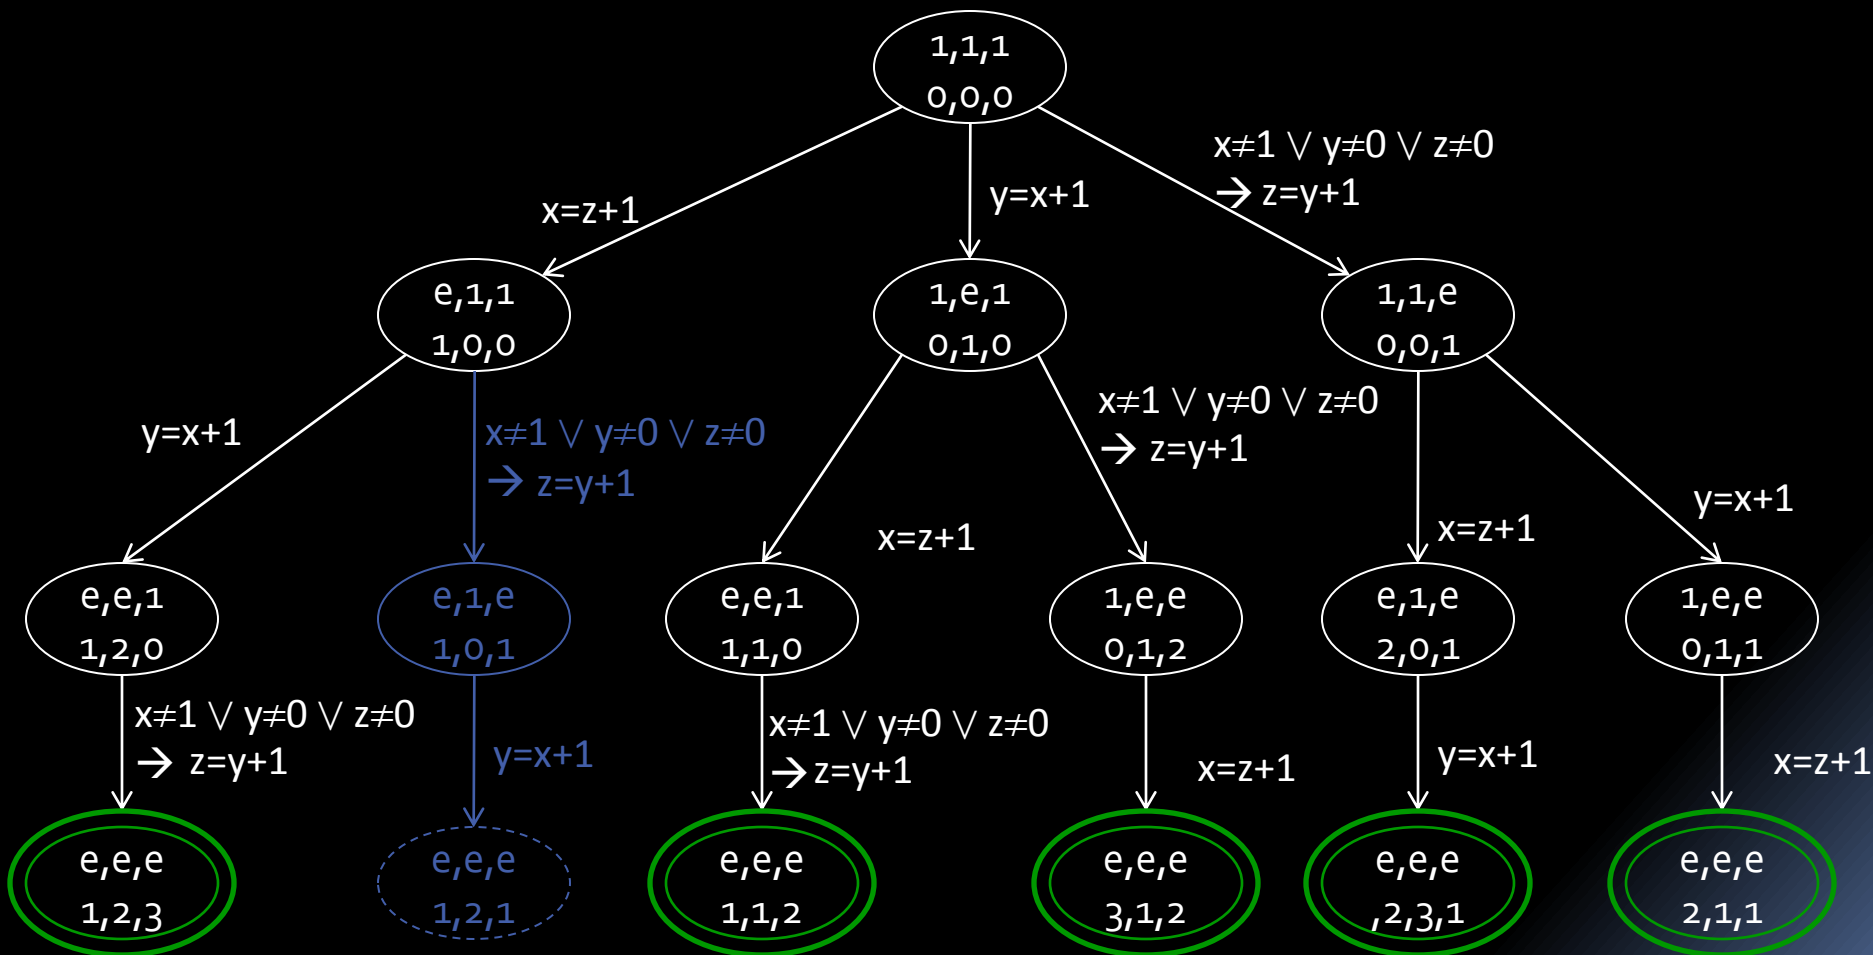 1,1,1
0,0,0
x≠1 ∨ y≠0 ∨ z≠0
→ z=y+1
y=x+1
x=z+1
e,1,1
1,0,0
1,e,1
0,1,0
1,1,e
0,0,1
y=x+1
x≠1 ∨ y≠0 ∨ z≠0
→ z=y+1
x≠1 ∨ y≠0 ∨ z≠0
→ z=y+1
x=z+1
x=z+1
y=x+1
e,e,1
1,2,0
e,1,e
1,0,1
e,e,1
1,1,0
1,e,e
0,1,2
e,1,e
2,0,1
1,e,e
0,1,1
x≠1 ∨ y≠0 ∨ z≠0
→ z=y+1
y=x+1
x≠1 ∨ y≠0 ∨ z≠0
→ z=y+1
x=z+1
y=x+1
x=z+1
e,e,e
1,2,3
e,e,e
1,2,1
e,e,e
1,1,2
e,e,e
3,1,2
e,e,e
,2,3,1
e,e,e
2,1,1